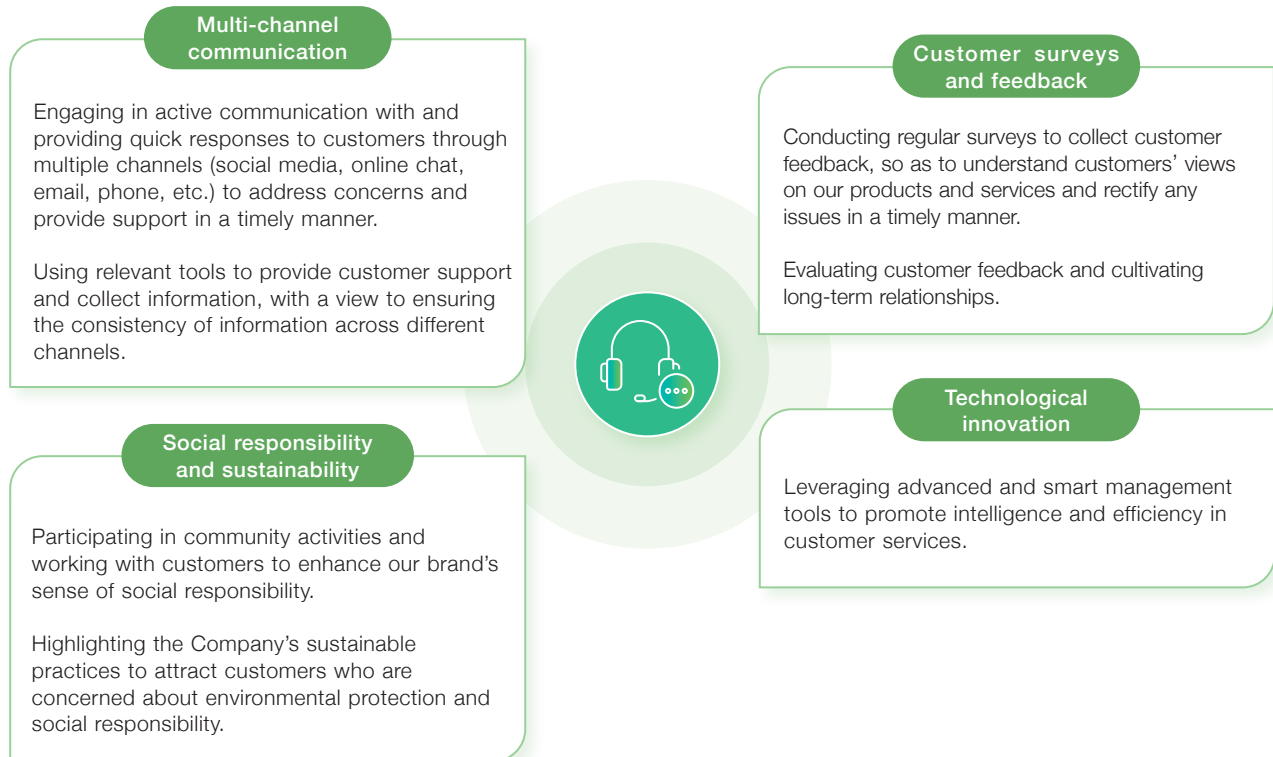 Multi-channel
communication
Engaging in active communication with and
providing quick responses to customers through
multiple channels (social media, online chat,
email, phone, etc.) to address concerns and
provide support in a timely manner.
Using relevant tools to provide customer support
and collect information, with a view to ensuring
the consistency of information across different
channels.
Customer surveys
and feedback
Conducting regular surveys to collect customer
feedback, so as to understand customers’ views
on our products and services and rectify any
issues in a timely manner.
Evaluating customer feedback and cultivating
long-term relationships.
Social responsibility
and sustainability
Participating in community activities and
working with customers to enhance our brand’s
sense of social responsibility.
Highlighting the Company’s sustainable
practices to attract customers who are
concerned about environmental protection and
social responsibility.
Technological
innovation
Leveraging advanced and smart management
tools to promote intelligence and efficiency in
customer services.